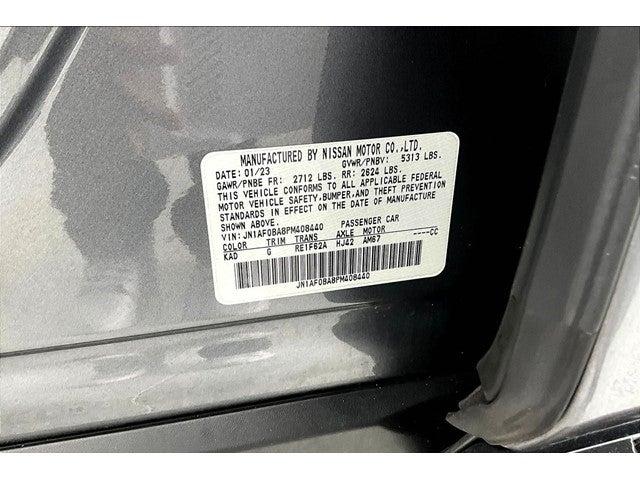 MANUFACTURED BY NISSAN MOTOR CO.,LTD.
DATE: 01/23 GVWR/PNBV: 5313 LBS.
GAWR/PNBE FR: 2712 LBS. RR: 2624 LBS.
THIS VEHICLE CONFORMS TO ALL APPLICABLE FEDERAL
MOTOR VEHICLE SAFETY,BUMPER,AND THEFT PREVENTION
STANDARDS IN EFFECT ON THE DATE OF MANUFACTURE
SHOWN ABOVE.
VIN: JN1AF0BA8PM408440 PASSENGER CAR
COLOR TRIM TRANS AXLE MOTOR
KAD G RE1F62A HJ42 AM67 ----CC
JN1AF0BA8PM408440